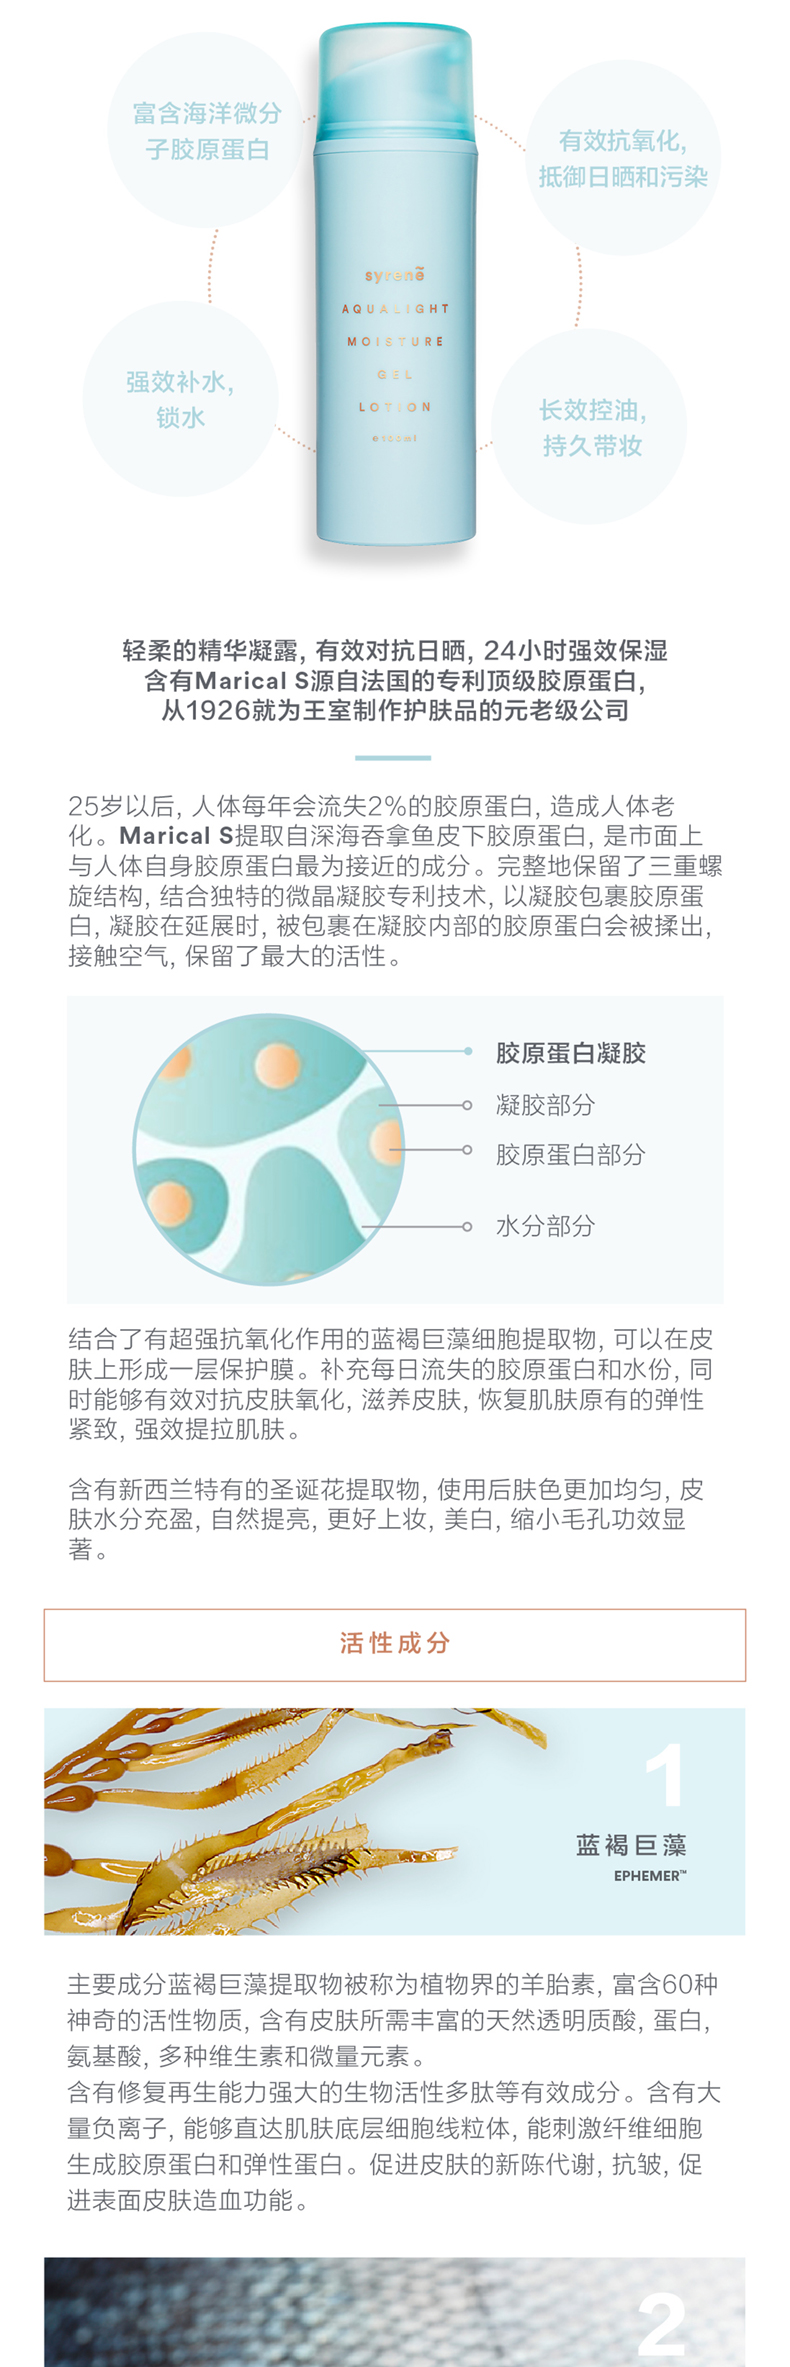 富含海洋微分
子胶原蛋白
有效抗氧化,
抵御日晒和污染
syrenẽ
AQUALIGHT
MOISTURE
GEL
LOTION
e 100ml
强效补水,
锁水
长效控油,
持久带妆
轻柔的精华凝露, 有效对抗日晒, 24小时强效保湿
含有Marical S源自法国的专利顶级胶原蛋白,
从1926就为王室制作护肤品的元老级公司
25岁以后, 人体每年会流失2%的胶原蛋白, 造成人体老
化。Marical S提取自深海吞拿鱼皮下胶原蛋白, 是市面上
与人体自身胶原蛋白最为接近的成分。完整地保留了三重螺
旋结构, 结合独特的微晶凝胶专利技术, 以凝胶包裹胶原蛋
白, 凝胶在延展时, 被包裹在凝胶内部的胶原蛋白会被揉出,
接触空气, 保留了最大的活性。
胶原蛋白凝胶
凝胶部分
胶原蛋白部分
水分部分
结合了有超强抗氧化作用的蓝褐巨藻细胞提取物, 可以在皮
肤上形成一层保护膜。补充每日流失的胶原蛋白和水份, 同
时能够有效对抗皮肤氧化, 滋养皮肤, 恢复肌肤原有的弹性
紧致, 强效提拉肌肤。
含有新西兰特有的圣诞花提取物, 使用后肤色更加均匀, 皮
肤水分充盈, 自然提亮, 更好上妆, 美白, 缩小毛孔功效显
著。
活性成分
1
蓝褐巨藻
EPHEMER™
主要成分蓝褐巨藻提取物被称为植物界的羊胎素, 富含60种
神奇的活性物质, 含有皮肤所需丰富的天然透明质酸, 蛋白,
氨基酸, 多种维生素和微量元素。
含有修复再生能力强大的生物活性多肽等有效成分。含有大
量负离子, 能够直达肌肤底层细胞线粒体, 能刺激纤维细胞
生成胶原蛋白和弹性蛋白。促进皮肤的新陈代谢, 抗皱, 促
进表面皮肤造血功能。
2